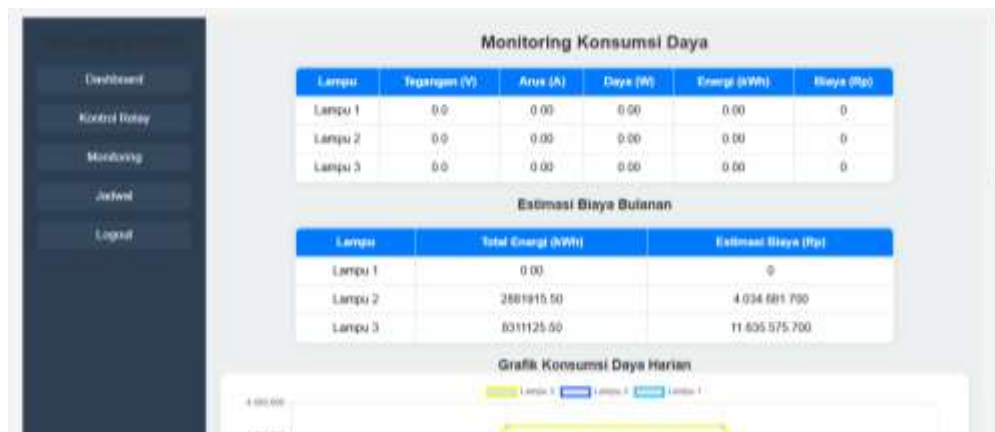 Monitoring Konsumsi Daya
Dashboard
Kontrol Relay
Monitoring
Jadwal
Logout
Lampu Tegangan (V) Arus (A) Daya (W) Energi (kWh) Biaya (Rp)
Lampu 1 0.0 0.00 0.00 0.00 0
Lampu 2 0.0 0.00 0.00 0.00 0
Lampu 3 0.0 0.00 0.00 0.00 0
Estimasi Biaya Bulanan
Lampu Total Energi (kWh) Estimasi Biaya (Rp)
Lampu 1 0.00 0
Lampu 2 2881915.50 4.034.681.700
Lampu 3 8311125.50 11.635.575.700
Grafik Konsumsi Daya Harian
Lampu 3 Lampu 2 Lampu 1